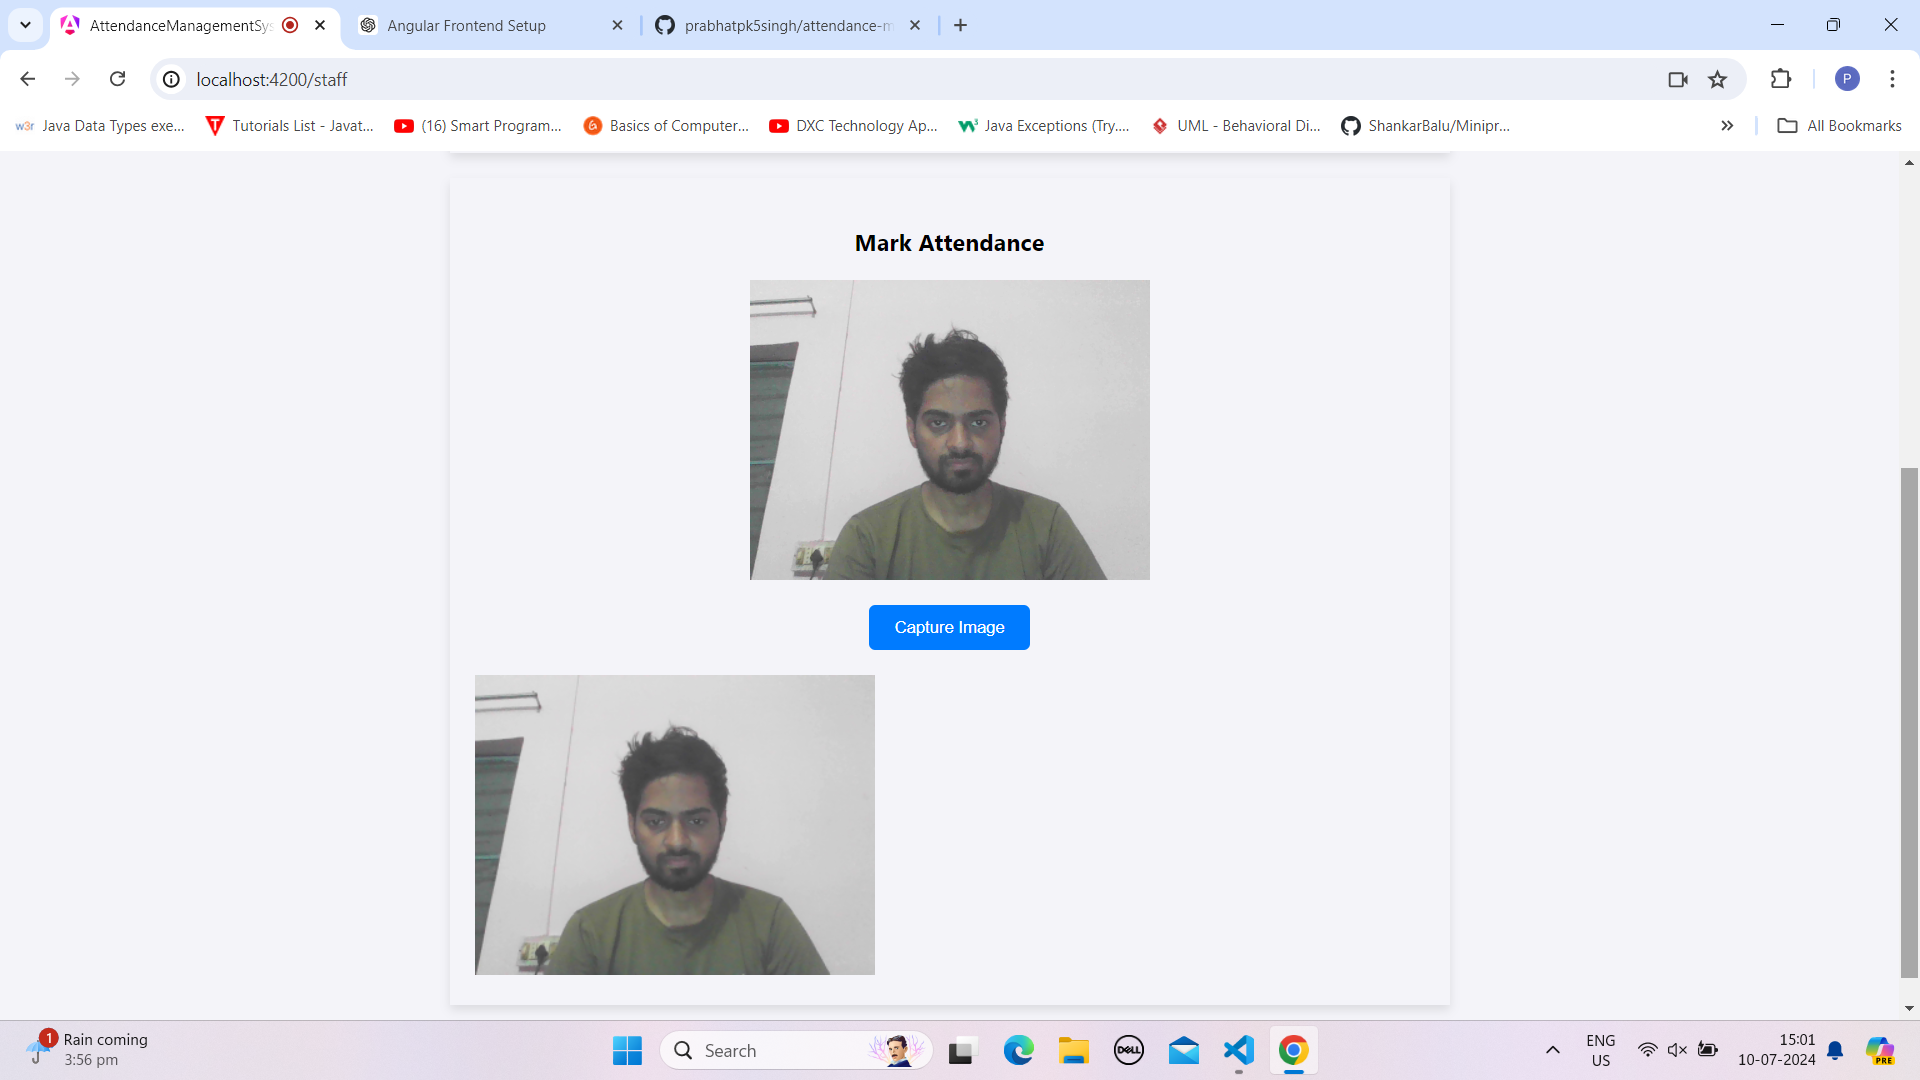 AttendanceManagementSys
Angular Frontend Setup
prabhatpk5singh/attendance-m
localhost:4200/staff
P
w3r Java Data Types exe...
Tutorials List - Javat...
(16) Smart Program...
Basics of Computer...
DXC Technology Ap...
Java Exceptions (Try....
UML - Behavioral Di...
ShankarBalu/Minipr...
All Bookmarks
Mark Attendance
Capture Image
1
Rain coming
3:56 pm
Search
DELL
ENG
US
15:01
10-07-2024
PRE